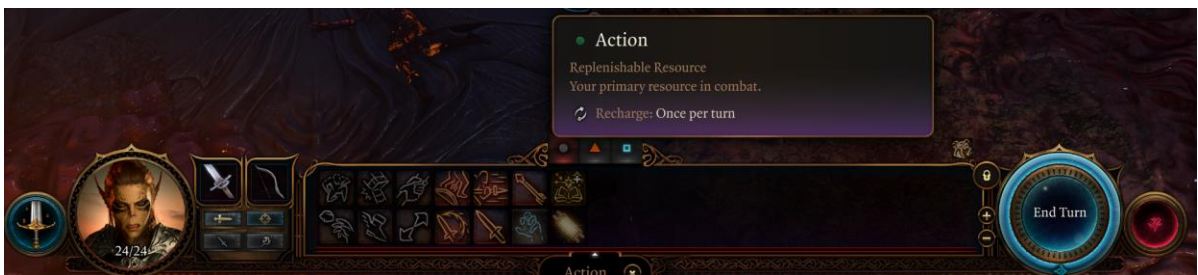 Action
Replenishable Resource
Your primary resource in combat.
Recharge: Once per turn
24/24
End Turn
Action